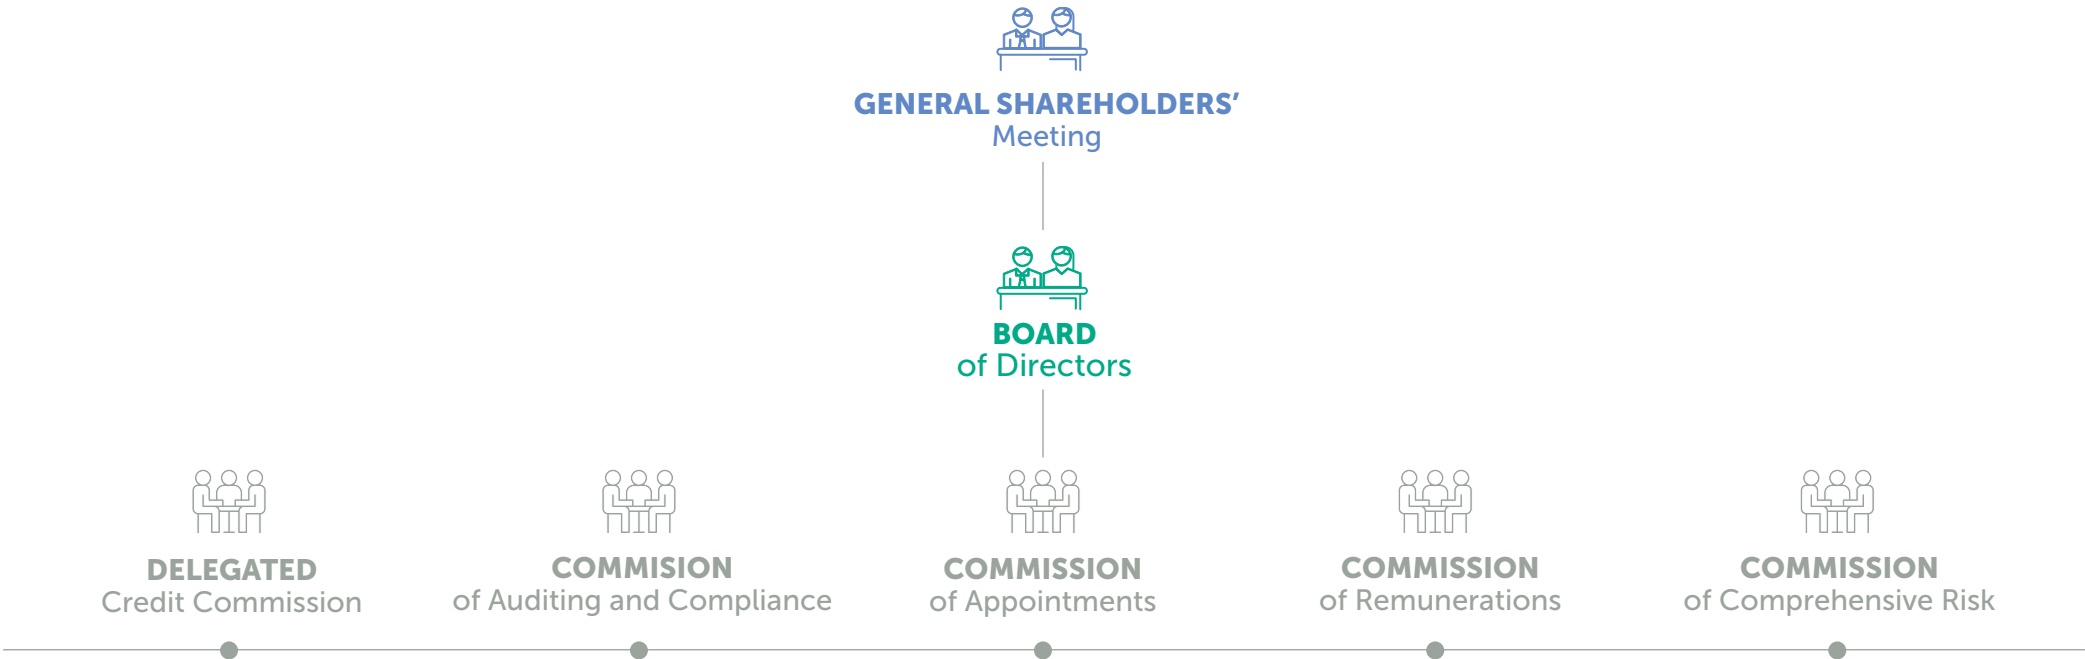 GENERAL SHAREHOLDERS’
Meeting
BOARD
of Directors
DELEGATED
Credit Commission
COMMISION
of Auditing and Compliance
COMMISSION
of Appointments
COMMISSION
of Remunerations
COMMISSION
of Comprehensive Risk